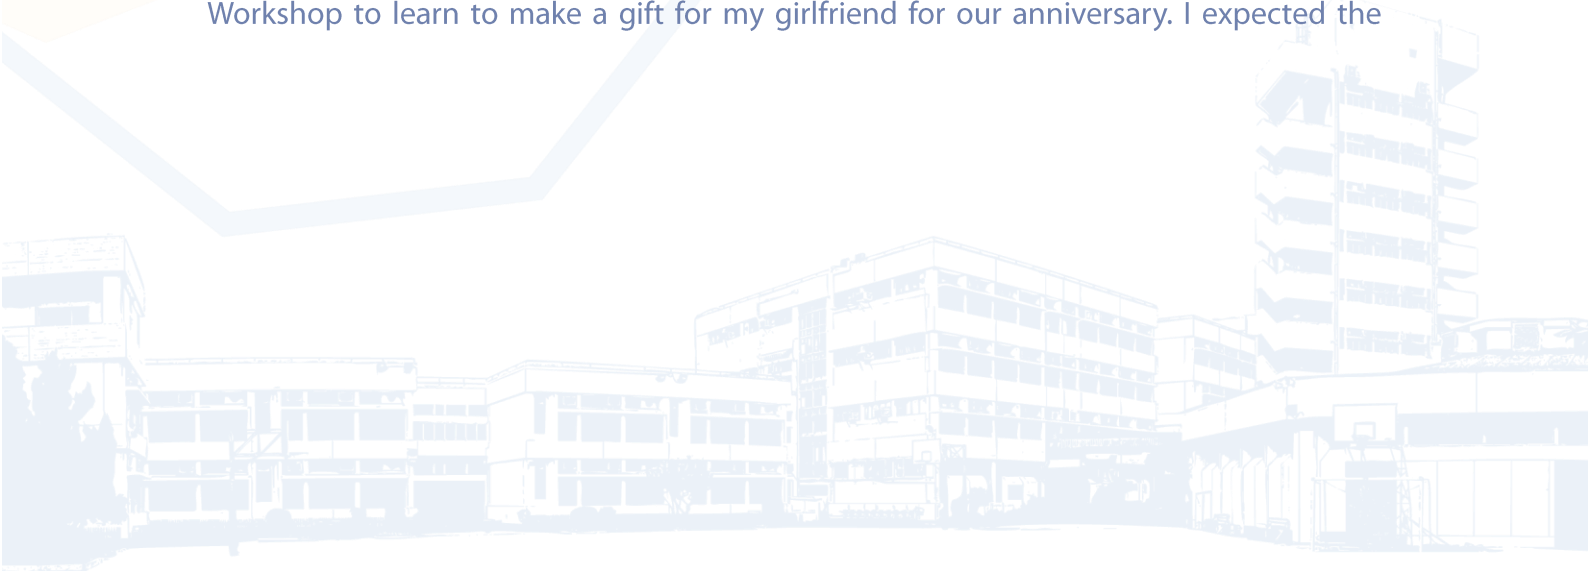 Workshop to learn to make a gift for my girlfriend for our anniversary. I expected the